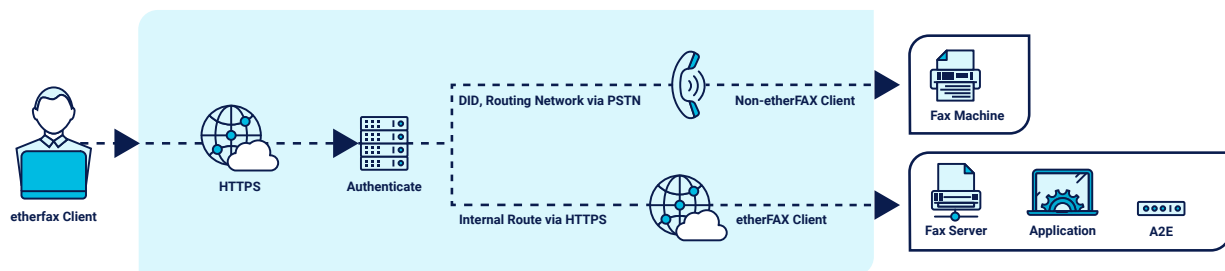 etherfax Client
HTTPS
Authenticate
DID, Routing Network via PSTN
Non-etherFAX Client
Fax Machine
Internal Route via HTTPS
etherFAX Client
Fax Server
Application
A2E